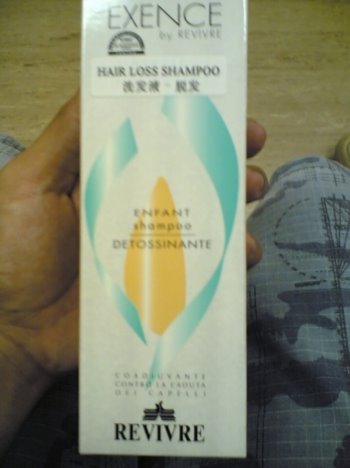 EXENCE
by REVIVRE
HAIR LOSS SHAMPOO
洗发液 - 脱发
ENFANT
shampoo
DETOSSINANTE
COADIUVANTE
CONTRO LA CADUTA
DEI CAPELLI
REVIVRE